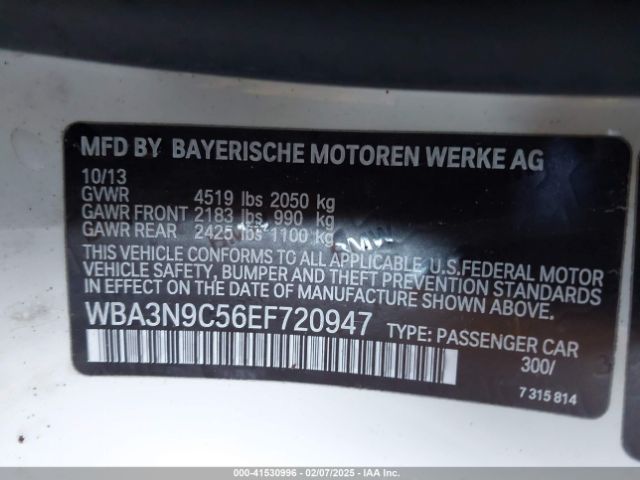 MFD BY BAYERISCHE MOTOREN WERKE AG
10/13
GVWR 4519 lbs 2050 kg
GAWR FRONT 2183 lbs 990 kg
GAWR REAR 2425 lbs 1100 kg
THIS VEHICLE CONFORMS TO ALL APPLICABLE U.S.FEDERAL MOTOR
VEHICLE SAFETY, BUMPER AND THEFT PREVENTION STANDARDS
IN EFFECT ON THE DATE OF MANUFACTURE SHOWN ABOVE.
WBA3N9C56EF720947 TYPE: PASSENGER CAR
300/
7 315 814
000-41530996 — 02/07/2025 — IAA Inc.